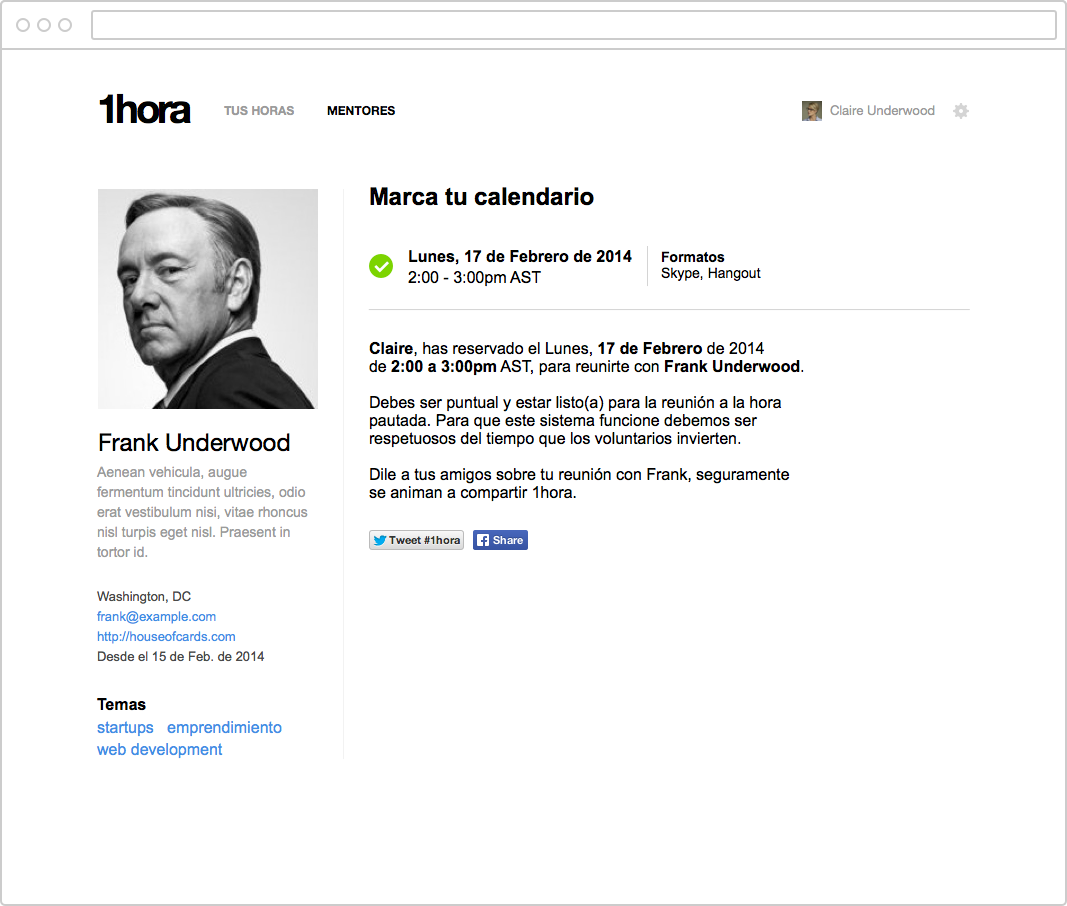 1hora
TUS HORAS
MENTORES
Claire Underwood
Marca tu calendario
Lunes, 17 de Febrero de 2014
2:00 - 3:00pm AST
Formatos
Skype, Hangout
Claire, has reservado el Lunes, 17 de Febrero de 2014
de 2:00 a 3:00pm AST, para reunirte con Frank Underwood.
Debes ser puntual y estar listo(a) para la reunión a la hora
pautada. Para que este sistema funcione debemos ser
respetuosos del tiempo que los voluntarios invierten.
Dile a tus amigos sobre tu reunión con Frank, seguramente
se animan a compartir 1hora.
Tweet #1hora
Share
Frank Underwood
Aenean vehicula, augue
fermentum tincidunt ultricies, odio
erat vestibulum nisi, vitae rhoncus
nisl turpis eget nisl. Praesent in
tortor id.
Washington, DC
frank@example.com
http://houseofcards.com
Desde el 15 de Feb. de 2014
Temas
startups emprendimiento
web development